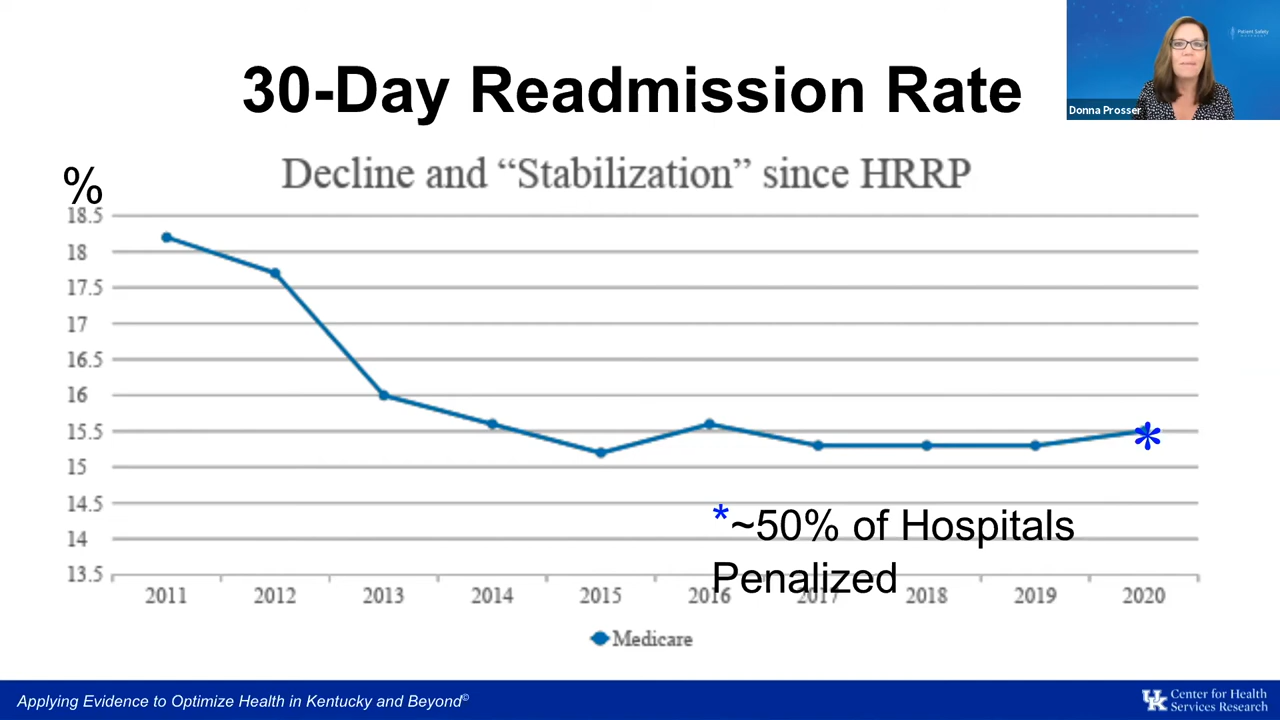 30-Day Readmission Rate
Patient Safety
Donna Prosser
Decline and “Stabilization” since HRRP
%
18.5
18
17.5
17
16.5
16
15.5
15
14.5
14
13.5
*
*~50% of Hospitals
Penalized
2011 2012 2013 2014 2015 2016 2017 2018 2019 2020
Medicare
Applying Evidence to Optimize Health in Kentucky and Beyond©
UK Center for Health
Services Research